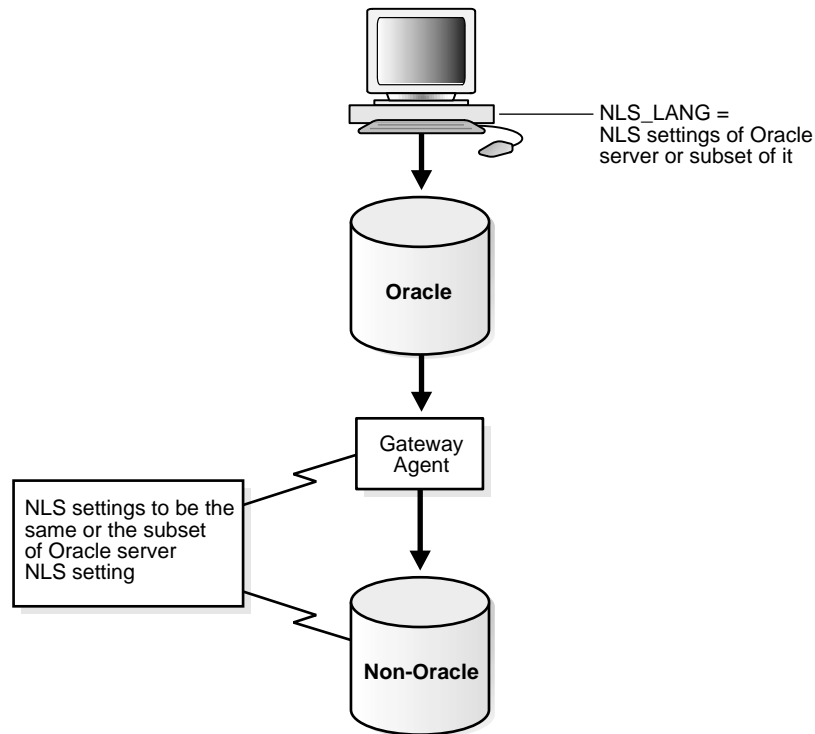 NLS_LANG =
NLS settings of Oracle
server or subset of it
Oracle
Gateway
Agent
NLS settings to be the
same or the subset
of Oracle server
NLS setting
Non-Oracle